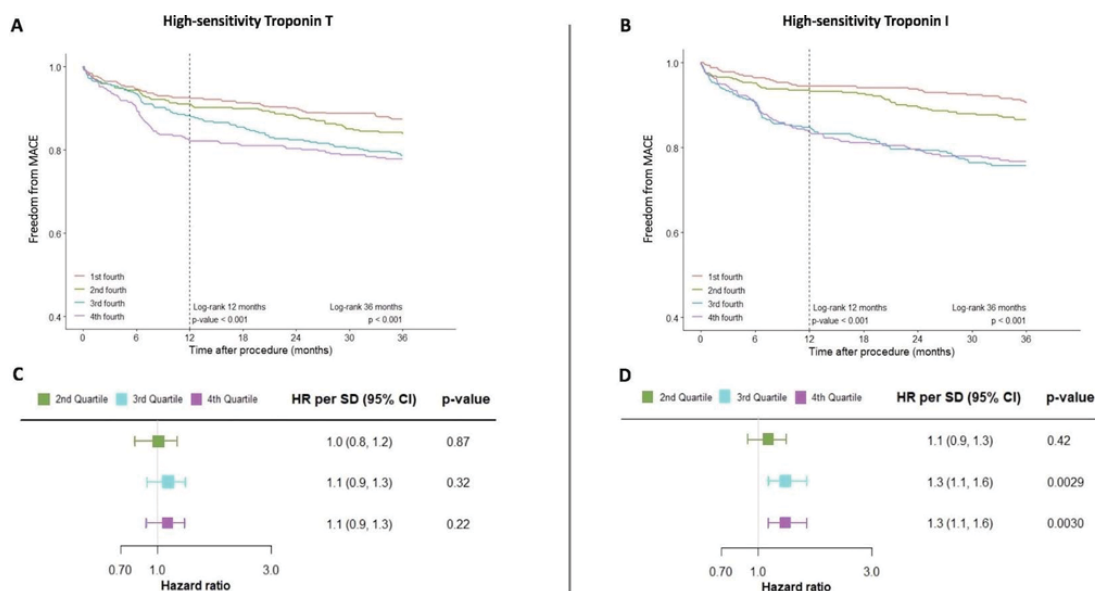 High-sensitivity Troponin T
A
Freedom from MACE
1.0
0.8
0.6
0.4
1st fourth
2nd fourth
3rd fourth
4th fourth
Log-rank 12 months
p-value < 0.001
Log-rank 36 months
p < 0.001
0 6 12 18 24 30 36
Time after procedure (months)
High-sensitivity Troponin I
B
Freedom from MACE
1.0
0.8
0.6
0.4
1st fourth
2nd fourth
3rd fourth
4th fourth
Log-rank 12 months
p-value < 0.001
Log-rank 36 months
p < 0.001
0 6 12 18 24 30 36
Time after procedure (months)
C
2nd Quartile 3rd Quartile 4th Quartile HR per SD (95% CI) p-value
1.0 (0.8, 1.2) 0.87
1.1 (0.9, 1.3) 0.32
1.1 (0.9, 1.3) 0.22
0.70 1.0 3.0
Hazard ratio
D
2nd Quartile 3rd Quartile 4th Quartile HR per SD (95% CI) p-value
1.1 (0.9, 1.3) 0.42
1.3 (1.1, 1.6) 0.0029
1.3 (1.1, 1.6) 0.0030
0.70 1.0 3.0
Hazard ratio